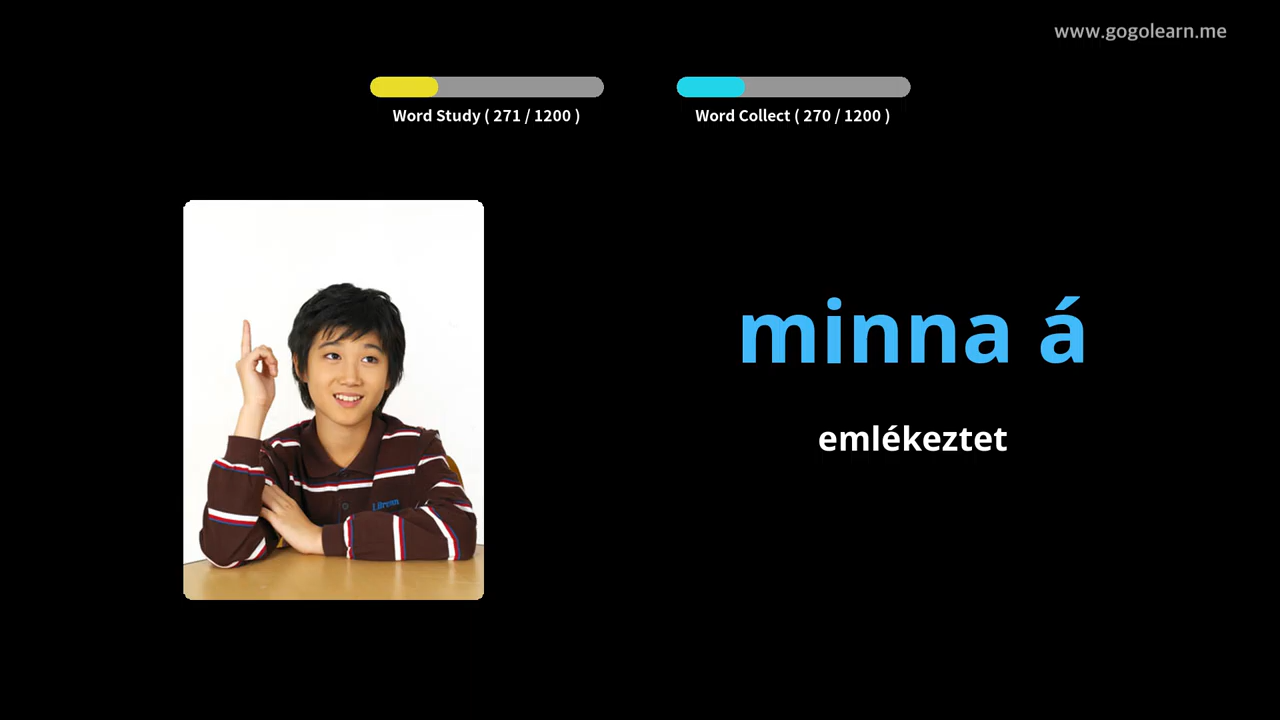 www.gogolearn.me
Word Study ( 271 / 1200 )
Word Collect ( 270 / 1200 )
minna á
emlékeztet